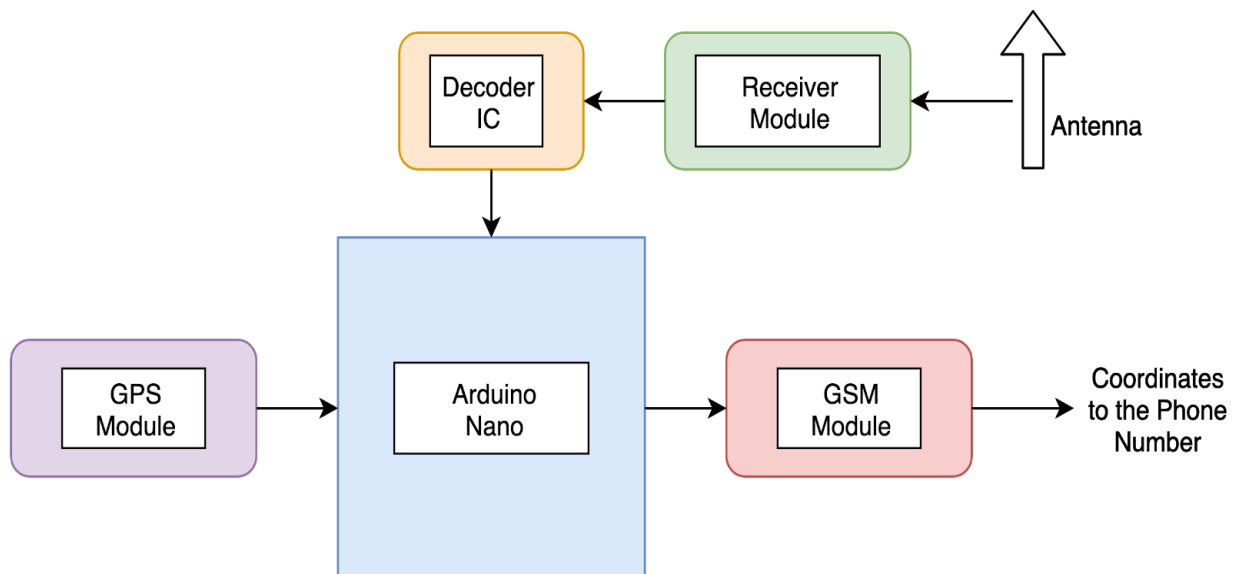 Decoder
IC
Receiver
Module
Antenna
GPS
Module
Arduino
Nano
GSM
Module
Coordinates
to the Phone
Number